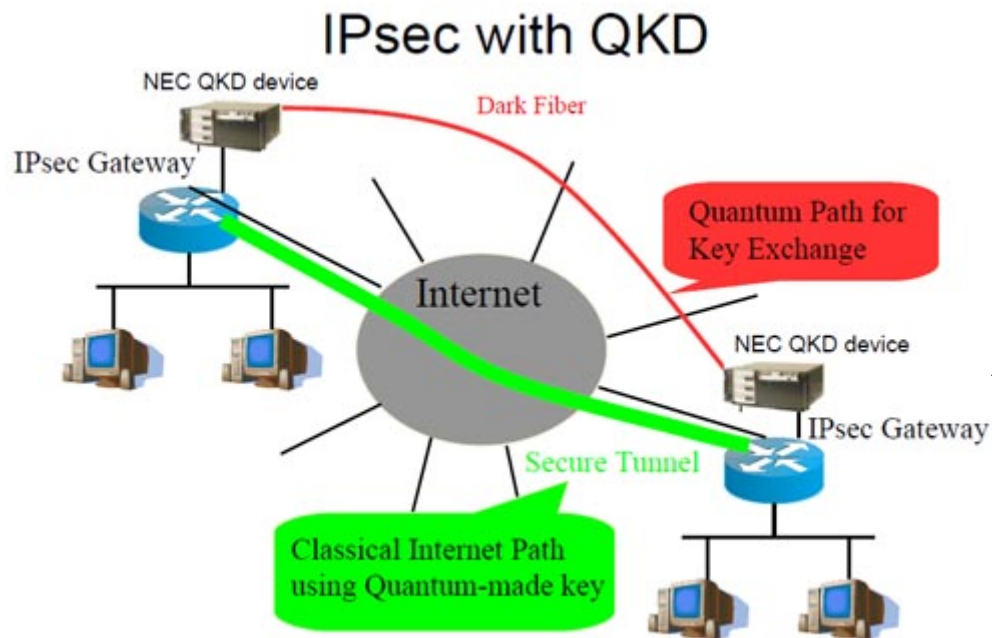 IPsec with QKD
NEC QKD device
Dark Fiber
IPsec Gateway
Quantum Path for
Key Exchange
Internet
NEC QKD device
IPsec Gateway
Secure Tunnel
Classical Internet Path
using Quantum-made key